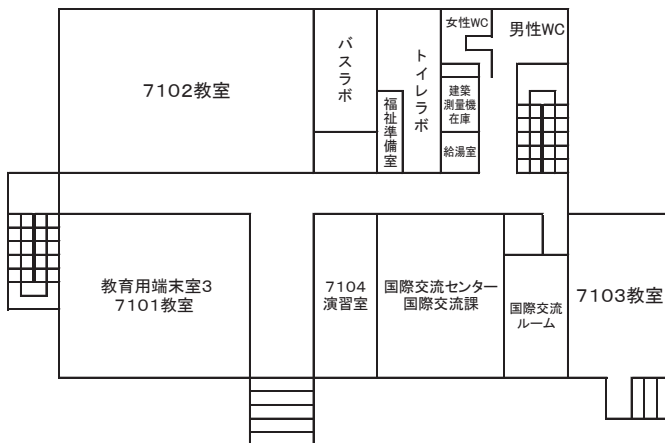 女性WC
男性WC
バスラボ
トイレラボ
7102教室
建築
測量機
在庫
福祉準備室
給湯室
教育用端末室3
7101教室
7104
演習室
国際交流センター
国際交流課
国際交流
ルーム
7103教室